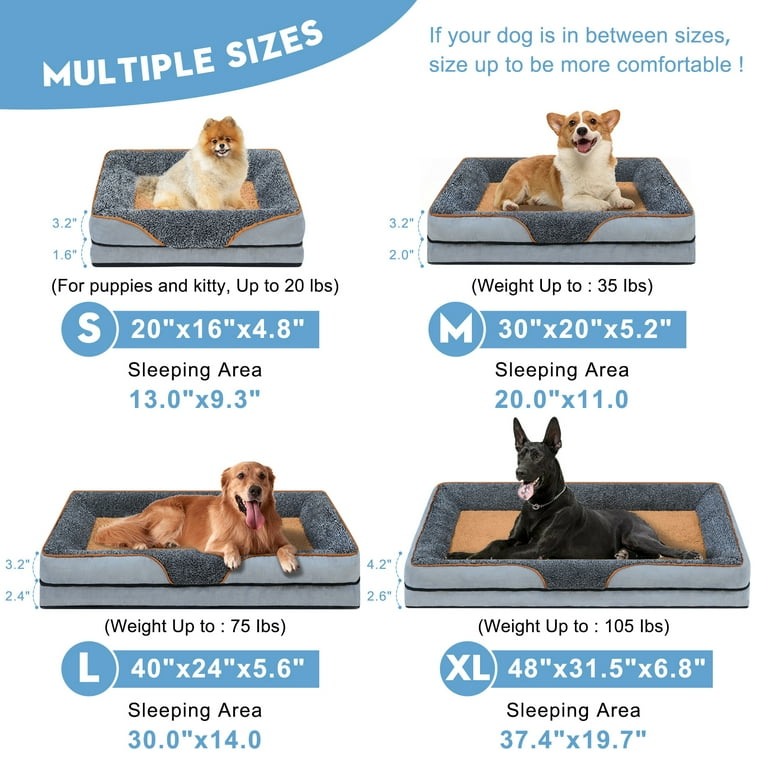 MULTIPLE SIZES
If your dog is in between sizes,
size up to be more comfortable !
3.2"
1.6"
(For puppies and kitty, Up to 20 lbs)
S 20"x16"x4.8"
Sleeping Area
13.0"x9.3"
3.2"
2.0"
(Weight Up to : 35 lbs)
M 30"x20"x5.2"
Sleeping Area
20.0"x11.0
3.2"
2.4"
(Weight Up to : 75 lbs)
L 40"x24"x5.6"
Sleeping Area
30.0"x14.0
4.2"
2.6"
(Weight Up to : 105 lbs)
XL 48"x31.5"x6.8"
Sleeping Area
37.4"x19.7"